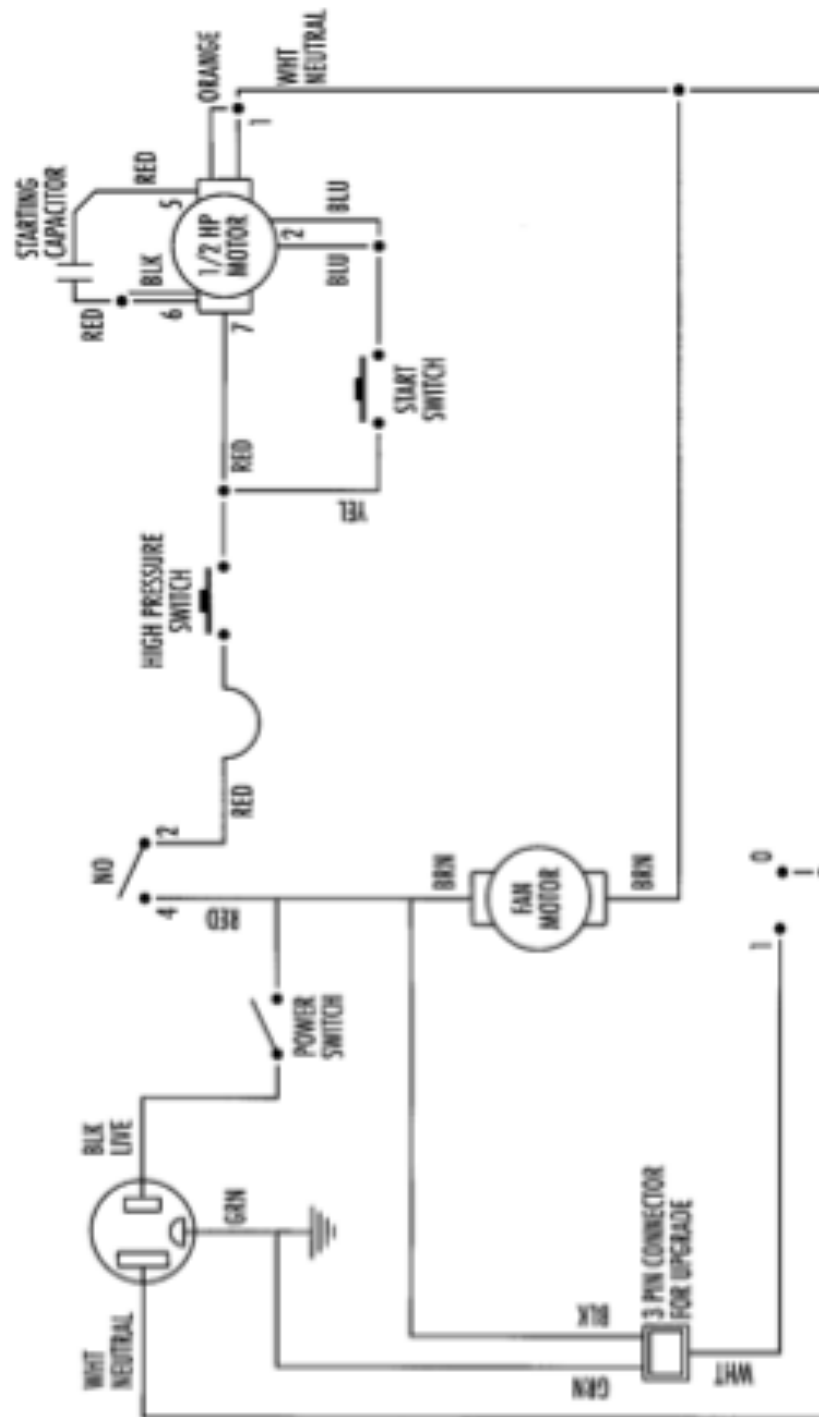 WHT
NEUTRAL
BLK
LIVE
GRN
POWER
SWITCH
NO
4
2
RED
RED
HIGH PRESSURE
SWITCH
RED
YEL
START
SWITCH
STARTING
CAPACITOR
RED
BLK
6
7
1/2 HP
MOTOR
5
RED
2
BLU
BLU
ORANGE
1
WHT
NEUTRAL
BRN
FAN
MOTOR
BRN
BLK
GRN
3 PIN CONNECTOR
FOR UPGRADE
WHT
1
0